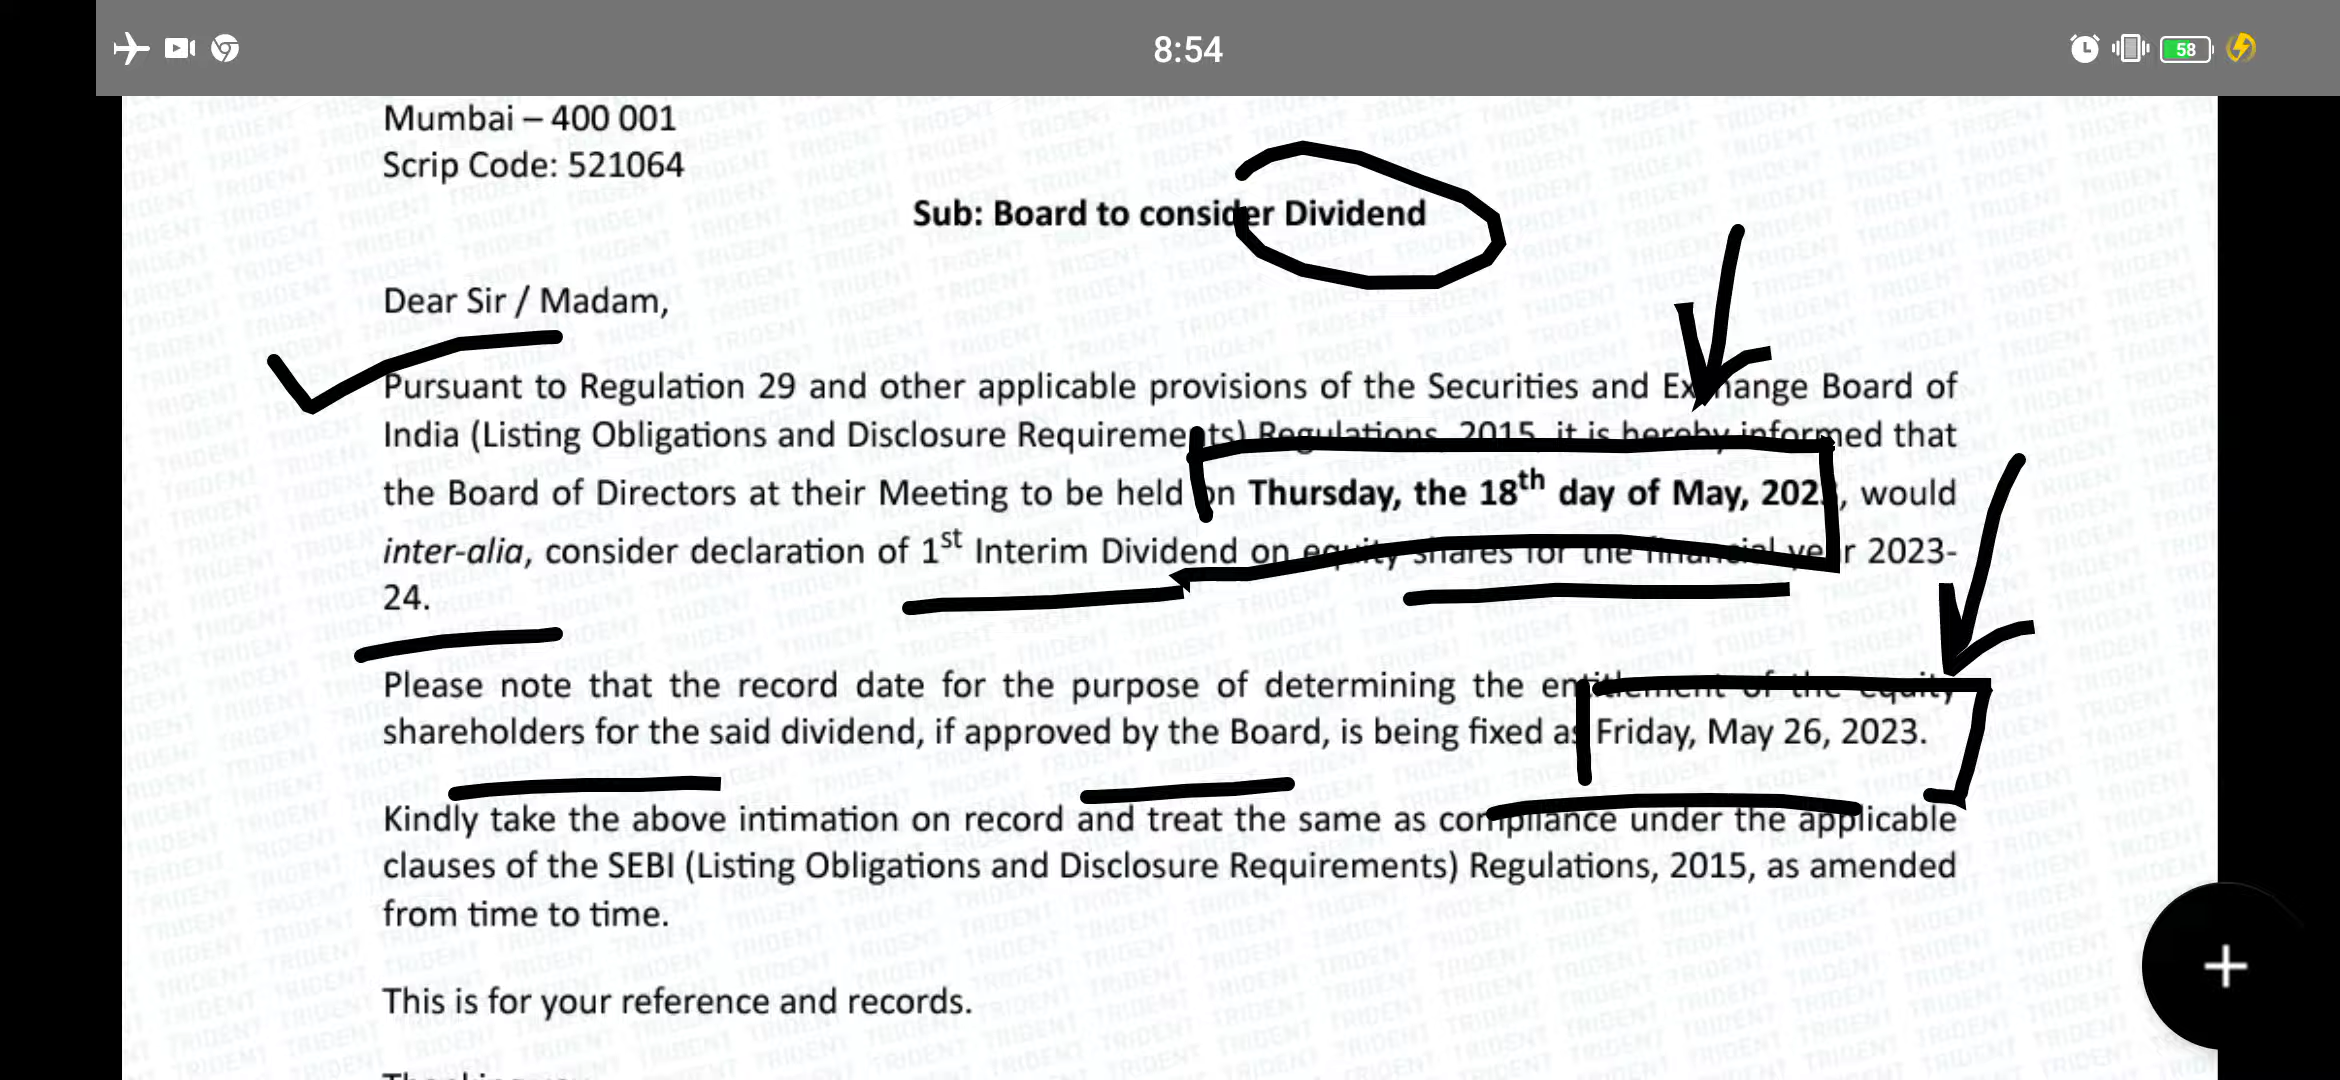 8:54
58
Mumbai – 400 001
Scrip Code: 521064
Sub: Board to consider Dividend
Dear Sir / Madam,
Pursuant to Regulation 29 and other applicable provisions of the Securities and Exchange Board of
India (Listing Obligations and Disclosure Requirements) Regulations, 2015, it is hereby informed that
the Board of Directors at their Meeting to be held on Thursday, the 18th day of May, 2023, would
inter-alia, consider declaration of 1st Interim Dividend on equity shares for the financial year 2023-
24.
Please note that the record date for the purpose of determining the entitlement of the equity
shareholders for the said dividend, if approved by the Board, is being fixed as Friday, May 26, 2023.
Kindly take the above intimation on record and treat the same as compliance under the applicable
clauses of the SEBI (Listing Obligations and Disclosure Requirements) Regulations, 2015, as amended
from time to time.
This is for your reference and records.